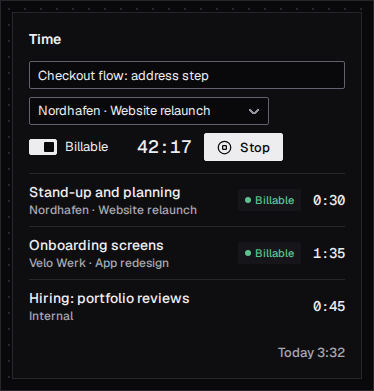 Time
Checkout flow: address step
Nordhafen · Website relaunch
Billable 42:17 Stop
Stand-up and planning
Nordhafen · Website relaunch
Billable 0:30
Onboarding screens
Velo Werk · App redesign
Billable 1:35
Hiring: portfolio reviews
Internal
0:45
Today 3:32